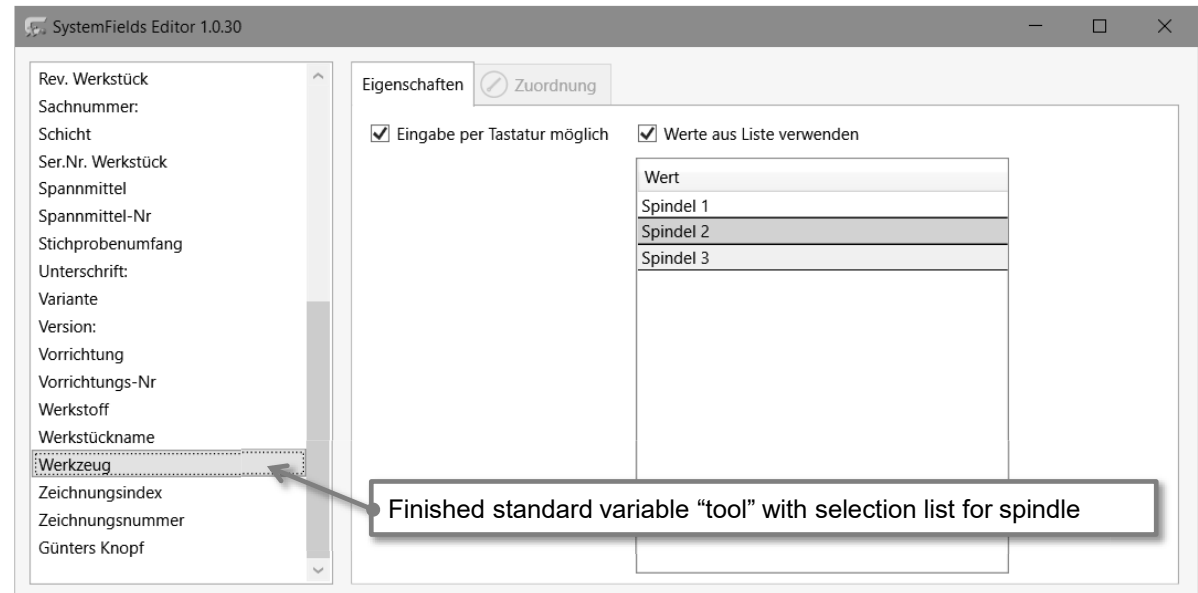 SystemFields Editor 1.0.30
Rev. Werkstück
Sachnummer:
Schicht
Ser.Nr. Werkstück
Spannmittel
Spannmittel-Nr
Stichprobenumfang
Unterschrift:
Variante
Version:
Vorrichtung
Vorrichtungs-Nr
Werkstoff
Werkstückname
Werkzeug
Zeichnungsindex
Zeichnungsnummer
Günters Knopf
Eigenschaften
Zuordnung
Eingabe per Tastatur möglich
Werte aus Liste verwenden
Wert
Spindel 1
Spindel 2
Spindel 3
Finished standard variable “tool” with selection list for spindle